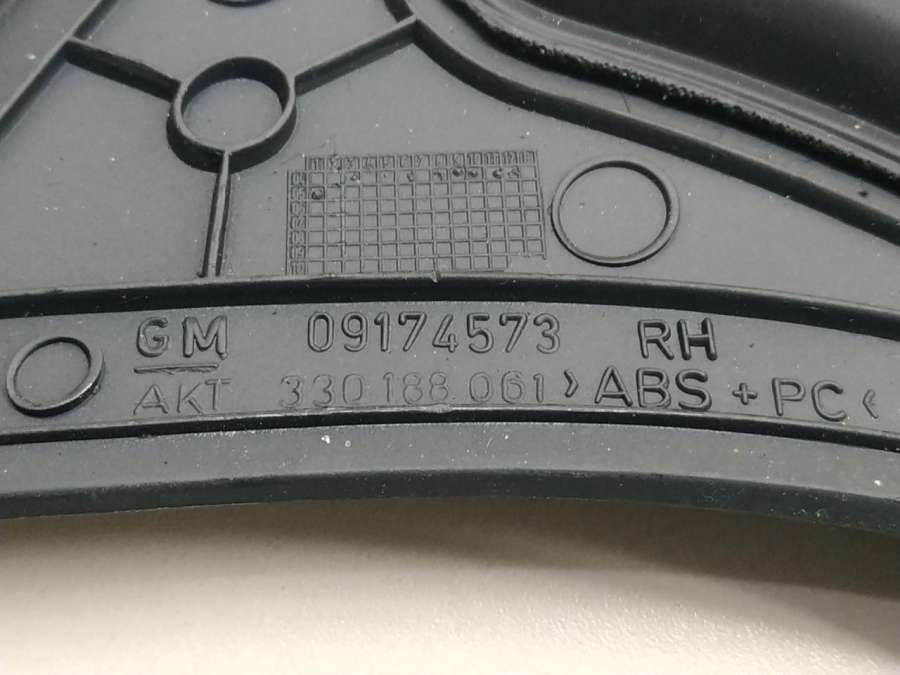 GM 09174573 RH
AKT 330 188 061 >ABS + PC<